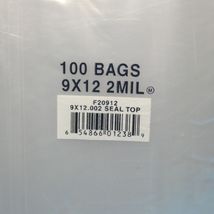 100 BAGS
9X12 2MIL Ⓜ
F20912
9X12.002 SEAL TOP
6 54866 01238 9